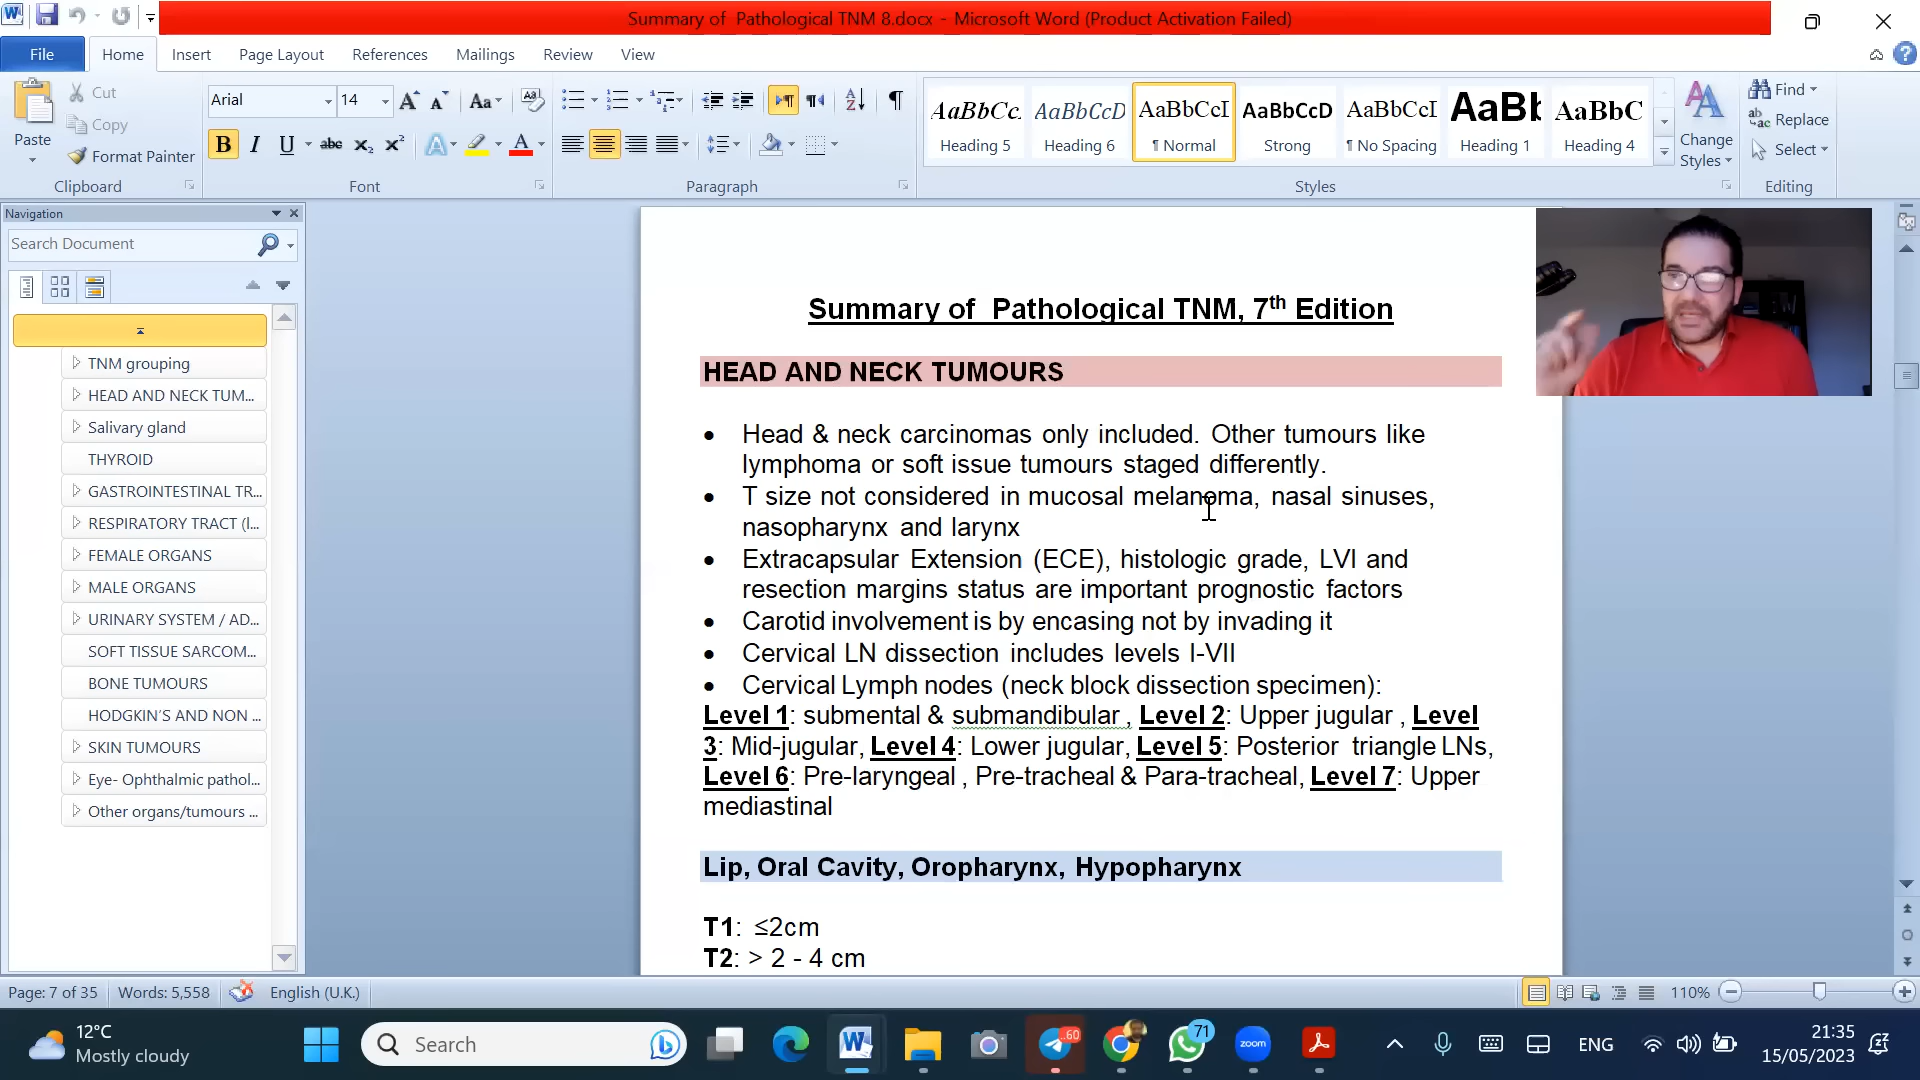 Summary of  Pathological TNM 8.docx  -  Microsoft Word (Product Activation Failed)
File Home Insert Page Layout References Mailings Review View
Paste
Cut
Copy
Format Painter
Clipboard
Arial 14
Font
Paragraph
AaBbCc. AaBbCcD AaBbCcI AaBbCcD AaBbCcI AaBb AaBbC
Heading 5 Heading 6 ¶ Normal Strong ¶ No Spacing Heading 1 Heading 4
Change Styles
Styles
Find
Replace
Select
Editing
Navigation
Search Document
TNM grouping
HEAD AND NECK TUM...
Salivary gland
THYROID
GASTROINTESTINAL TR...
RESPIRATORY TRACT (l...
FEMALE ORGANS
MALE ORGANS
URINARY SYSTEM / AD...
SOFT TISSUE SARCOM...
BONE TUMOURS
HODGKIN'S AND NON ...
SKIN TUMOURS
Eye- Ophthalmic pathol...
Other organs/tumours ...
Summary of  Pathological TNM, 7th Edition
HEAD AND NECK TUMOURS
• Head & neck carcinomas only included. Other tumours like
lymphoma or soft issue tumours staged differently.
• T size not considered in mucosal melanoma, nasal sinuses,
nasopharynx and larynx
• Extracapsular Extension (ECE), histologic grade, LVI and
resection margins status are important prognostic factors
• Carotid involvement is by encasing not by invading it
• Cervical LN dissection includes levels I-VII
• Cervical Lymph nodes (neck block dissection specimen):
Level 1: submental & submandibular , Level 2: Upper jugular , Level
3: Mid-jugular, Level 4: Lower jugular, Level 5: Posterior  triangle LNs,
Level 6: Pre-laryngeal , Pre-tracheal & Para-tracheal, Level 7: Upper
mediastinal
Lip, Oral Cavity, Oropharynx, Hypopharynx
T1:  ≤2cm
T2: > 2 - 4 cm
Page: 7 of 35 Words: 5,558 English (U.K.) 110%
12°C
Mostly cloudy
Search
60
71
zoom
ENG
21:35
15/05/2023